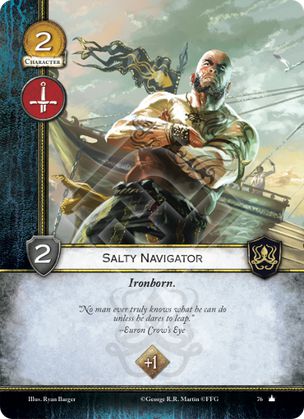 2
CHARACTER
2
SALTY NAVIGATOR
Ironborn.
"No man ever truly knows what he can do
unless he dares to leap."
–Euron Crow's Eye
+1
Illus. Ryan Barger ©George R.R. Martin ©FFG 76